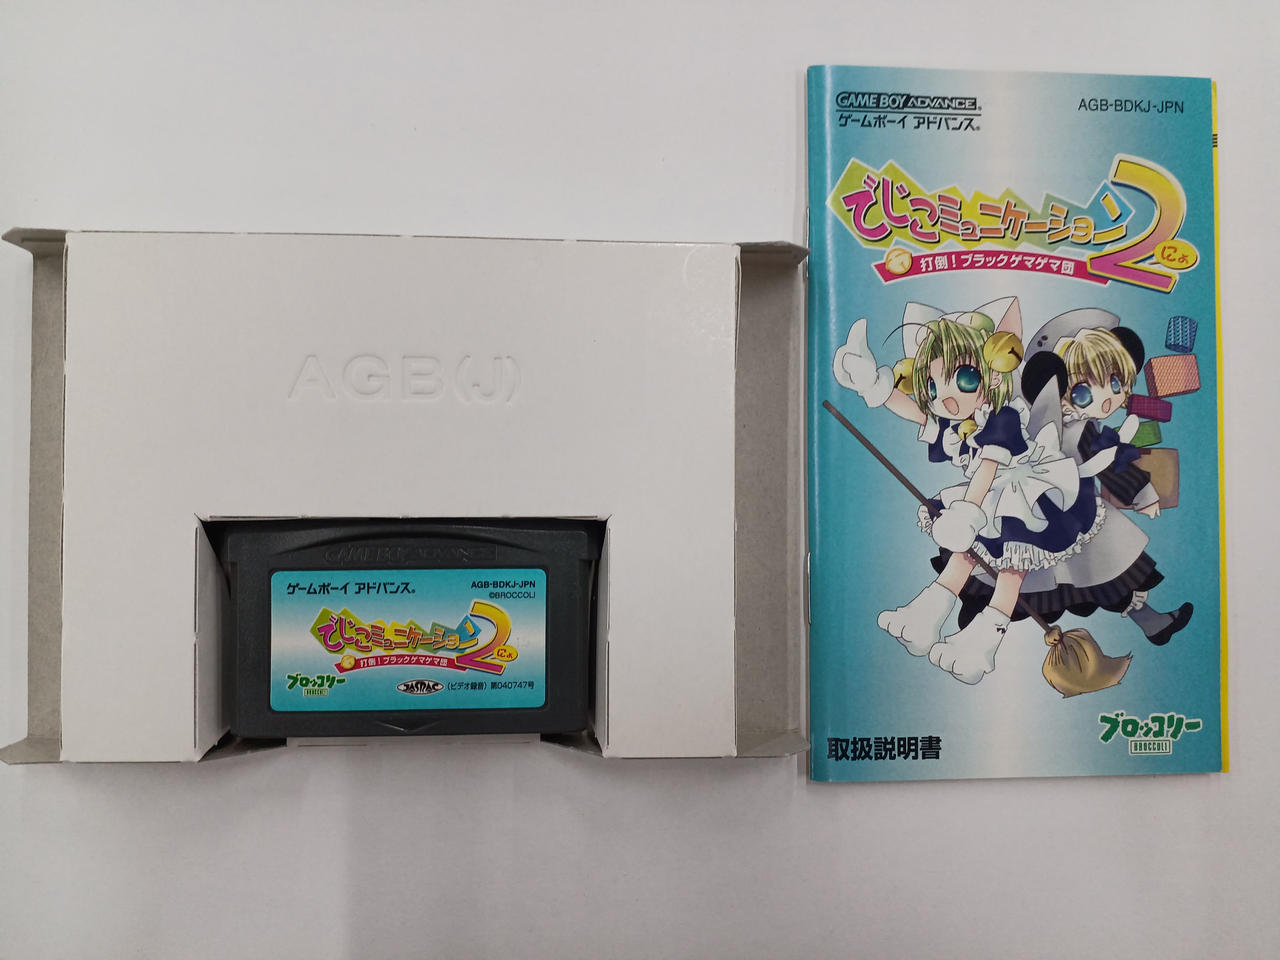 AGB(J)
GAME BOY ADVANCE
ゲームボーイ アドバンス®
AGB-BDKJ-JPN
©BROCCOLI
でじこミュニケーション2
にょ
打倒!ブラックゲマゲマ団
ブロッコリー
BROCCOLI
JASRAC
(ビデオ録音)第040747号
GAME BOY ADVANCE®
ゲームボーイ アドバンス®
AGB-BDKJ-JPN
でじこミュニケーション2
にょ
打倒!ブラックゲマゲマ団
取扱説明書
ブロッコリー
BROCCOLI